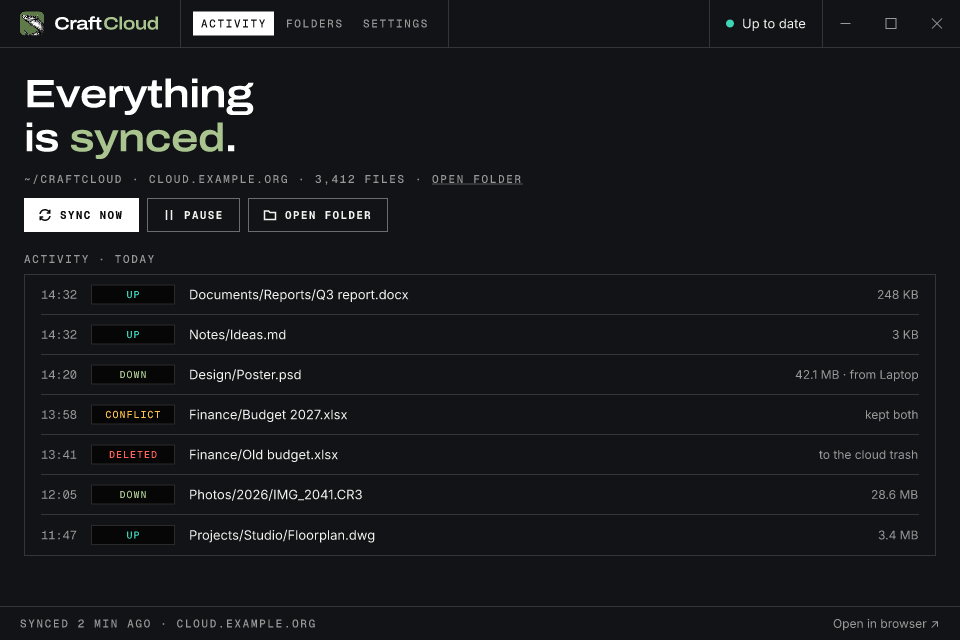 CraftCloud ACTIVITY FOLDERS SETTINGS Up to date
Everything
is synced.
~/CRAFTCLOUD · CLOUD.EXAMPLE.ORG · 3,412 FILES · OPEN FOLDER
SYNC NOW PAUSE OPEN FOLDER
ACTIVITY · TODAY
14:32 UP Documents/Reports/Q3 report.docx 248 KB
14:32 UP Notes/Ideas.md 3 KB
14:20 DOWN Design/Poster.psd 42.1 MB · from Laptop
13:58 CONFLICT Finance/Budget 2027.xlsx kept both
13:41 DELETED Finance/Old budget.xlsx to the cloud trash
12:05 DOWN Photos/2026/IMG_2041.CR3 28.6 MB
11:47 UP Projects/Studio/Floorplan.dwg 3.4 MB
SYNCED 2 MIN AGO · CLOUD.EXAMPLE.ORG Open in browser ↗